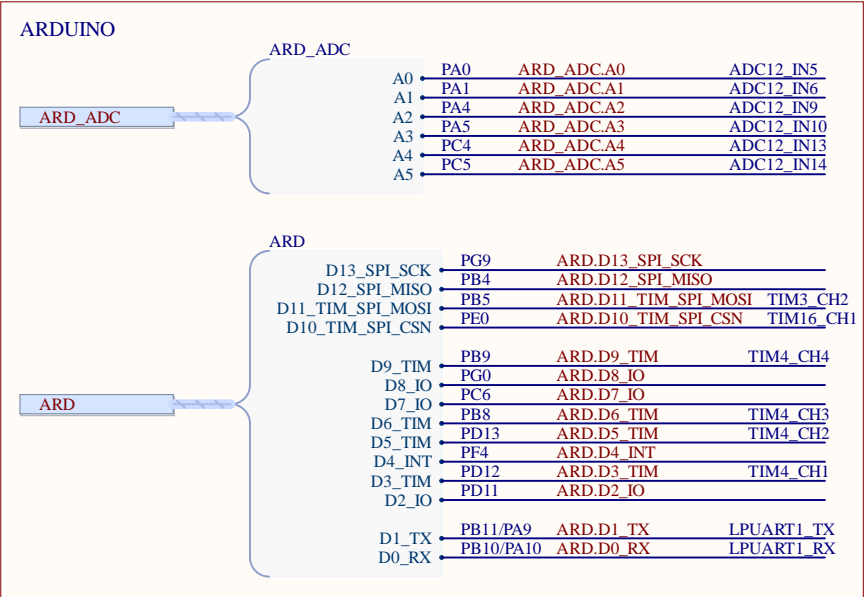 ARDUINO
ARD_ADC
ARD_ADC
A0 PA0 ARD_ADC.A0 ADC12_IN5
A1 PA1 ARD_ADC.A1 ADC12_IN6
A2 PA4 ARD_ADC.A2 ADC12_IN9
A3 PA5 ARD_ADC.A3 ADC12_IN10
A4 PC4 ARD_ADC.A4 ADC12_IN13
A5 PC5 ARD_ADC.A5 ADC12_IN14
ARD
ARD
D13_SPI_SCK PG9 ARD.D13_SPI_SCK
D12_SPI_MISO PB4 ARD.D12_SPI_MISO
D11_TIM_SPI_MOSI PB5 ARD.D11_TIM_SPI_MOSI TIM3_CH2
D10_TIM_SPI_CSN PE0 ARD.D10_TIM_SPI_CSN TIM16_CH1
D9_TIM PB9 ARD.D9_TIM TIM4_CH4
D8_IO PG0 ARD.D8_IO
D7_IO PC6 ARD.D7_IO
D6_TIM PB8 ARD.D6_TIM TIM4_CH3
D5_TIM PD13 ARD.D5_TIM TIM4_CH2
D4_INT PF4 ARD.D4_INT
D3_TIM PD12 ARD.D3_TIM TIM4_CH1
D2_IO PD11 ARD.D2_IO
D1_TX PB11/PA9 ARD.D1_TX LPUART1_TX
D0_RX PB10/PA10 ARD.D0_RX LPUART1_RX